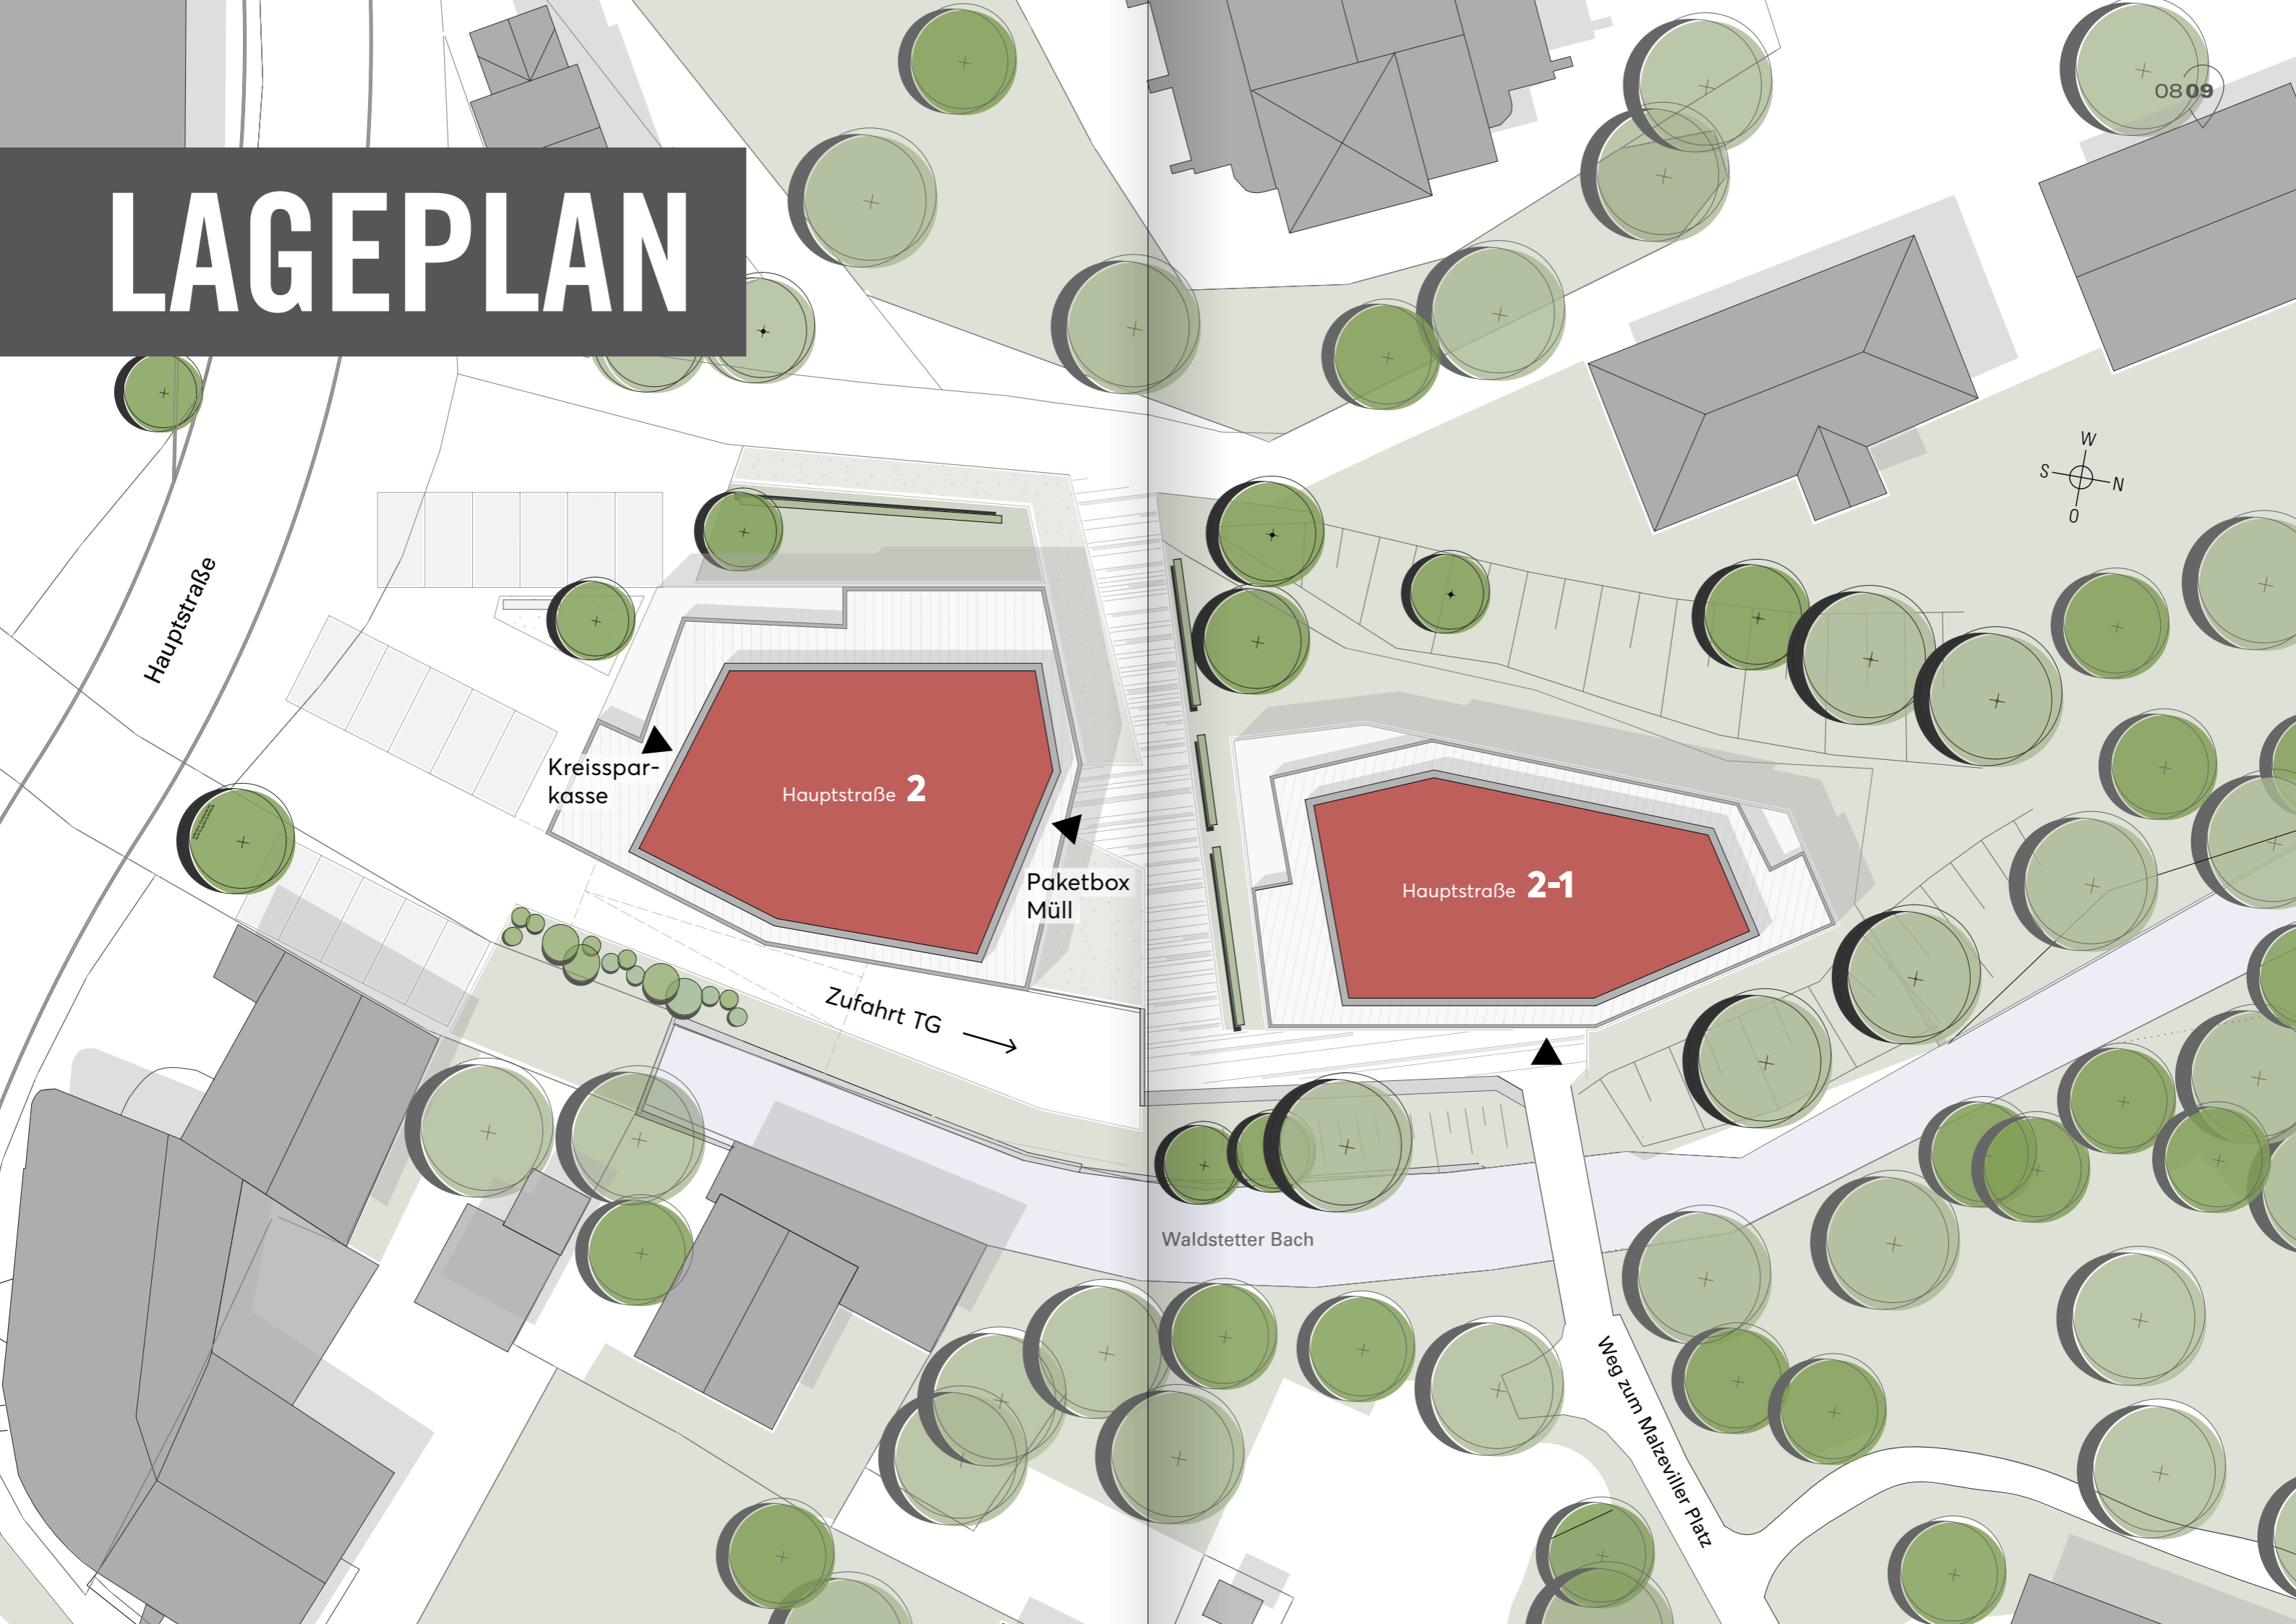 0809
LAGEPLAN
W
S
N
O
Hauptstraße
Kreisspar-
kasse
Hauptstraße 2
Paketbox
Müll
Hauptstraße 2-1
Zufahrt TG
Waldstetter Bach
Weg zum Malzeviller Platz